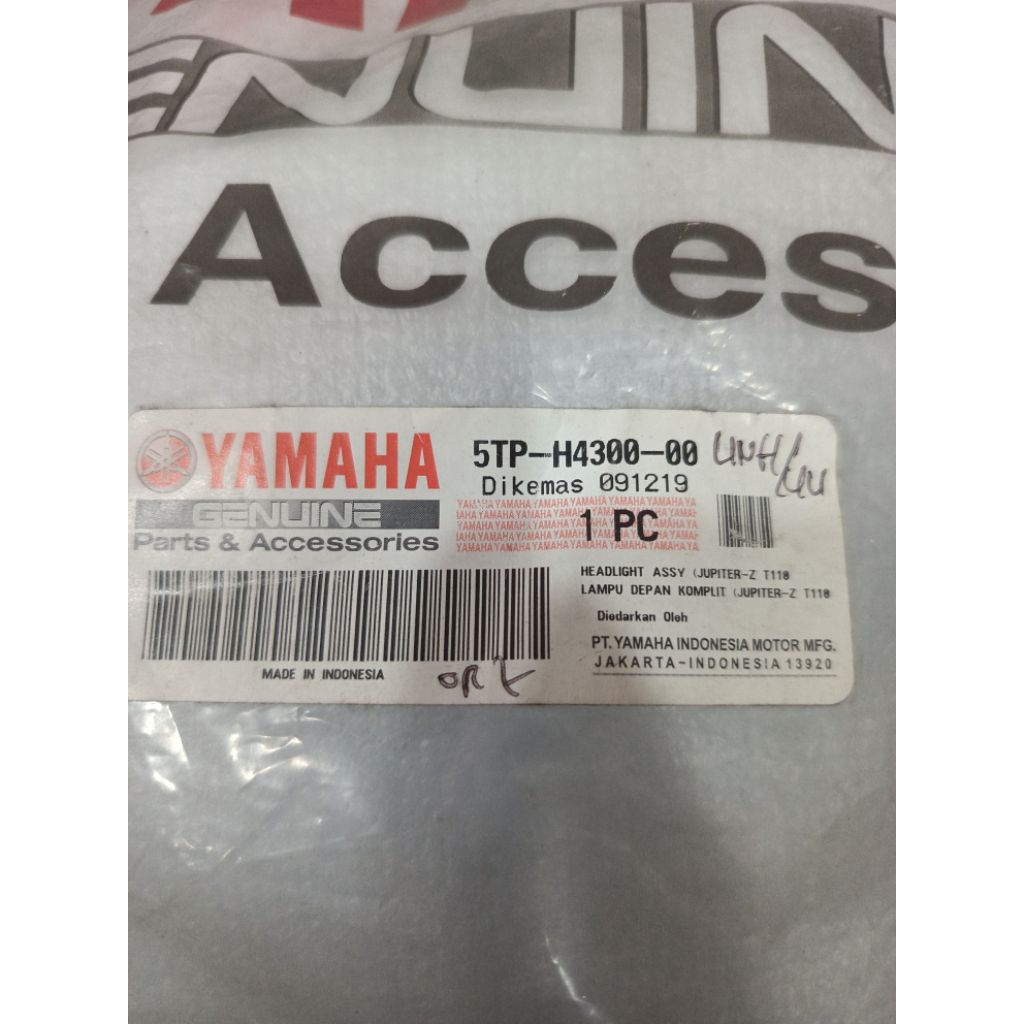 ENUIN
Acces
YAMAHA
GENUINE
Parts & Accessories
5TP-H4300-00
Dikemas 091219
1 PC
HEADLIGHT ASSY (JUPITER-Z T110
LAMPU DEPAN KOMPLIT (JUPITER-Z T110
Diedarkan Oleh
PT. YAMAHA INDONESIA MOTOR MFG.
JAKARTA-INDONESIA 13920
MADE IN INDONESIA